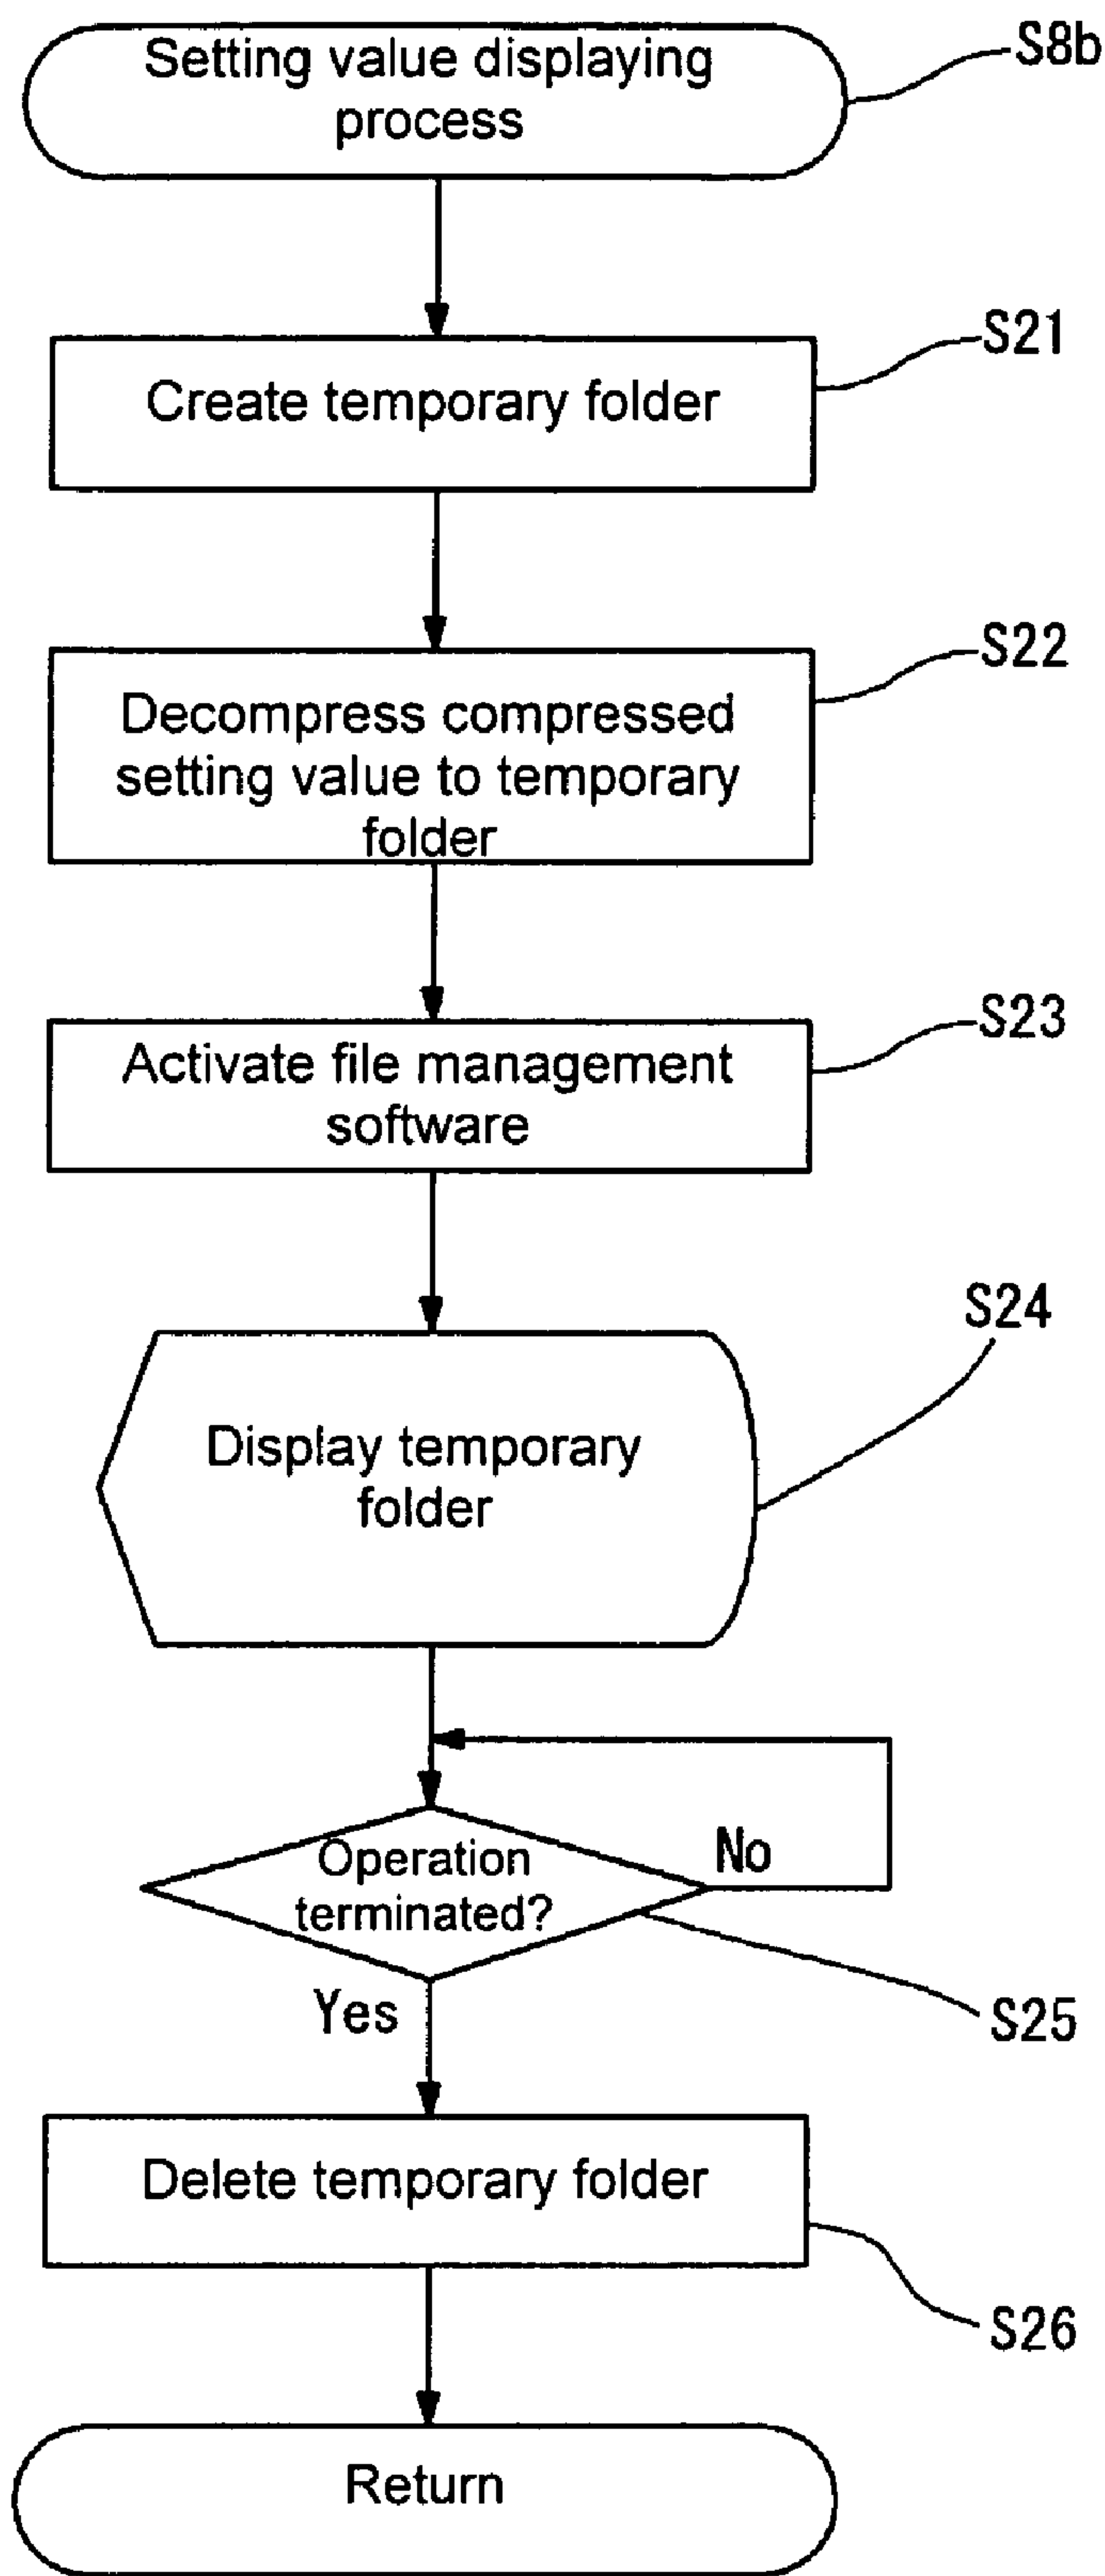 Setting value displaying
process
S8b
Create temporary folder
S21
Decompress compressed
setting value to temporary
folder
S22
Activate file management
software
S23
Display temporary
folder
S24
Operation
terminated?
No
Yes
S25
Delete temporary folder
S26
Return